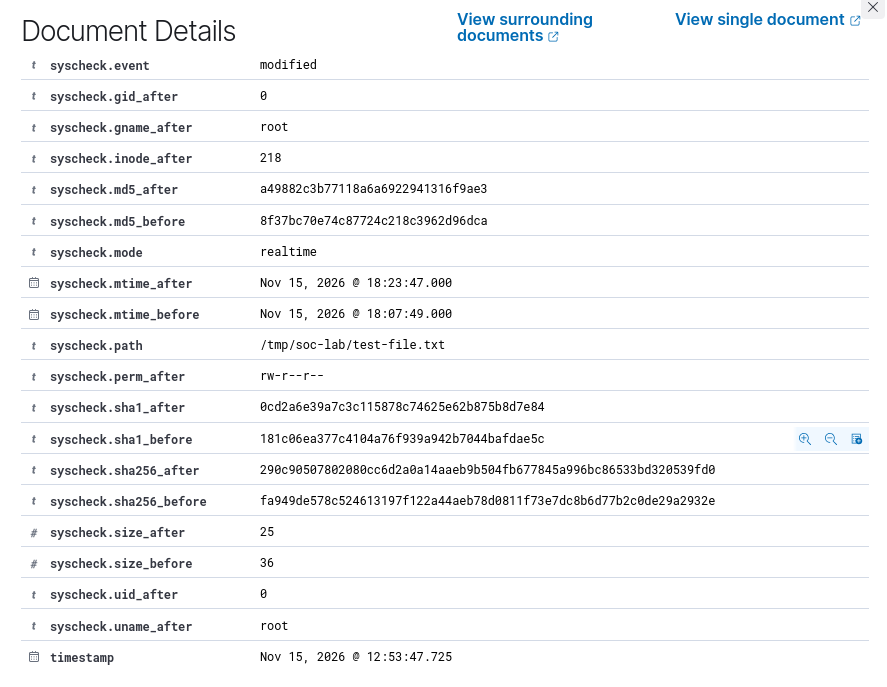 Document Details
View surrounding
documents
View single document
t syscheck.event modified
t syscheck.gid_after 0
t syscheck.gname_after root
t syscheck.inode_after 218
t syscheck.md5_after a49882c3b77118a6a6922941316f9ae3
t syscheck.md5_before 8f37bc70e74c87724c218c3962d96dca
t syscheck.mode realtime
syscheck.mtime_after Nov 15, 2026 @ 18:23:47.000
syscheck.mtime_before Nov 15, 2026 @ 18:07:49.000
t syscheck.path /tmp/soc-lab/test-file.txt
t syscheck.perm_after rw-r--r--
t syscheck.sha1_after 0cd2a6e39a7c3c115878c74625e62b875b8d7e84
t syscheck.sha1_before 181c06ea377c4104a76f939a942b7044bafdae5c
t syscheck.sha256_after 290c90507802080cc6d2a0a14aaeb9b504fb677845a996bc86533bd320539fd0
t syscheck.sha256_before fa949de578c524613197f122a44aeb78d0811f73e7dc8b6d77b2c0de29a2932e
# syscheck.size_after 25
# syscheck.size_before 36
t syscheck.uid_after 0
t syscheck.uname_after root
timestamp Nov 15, 2026 @ 12:53:47.725